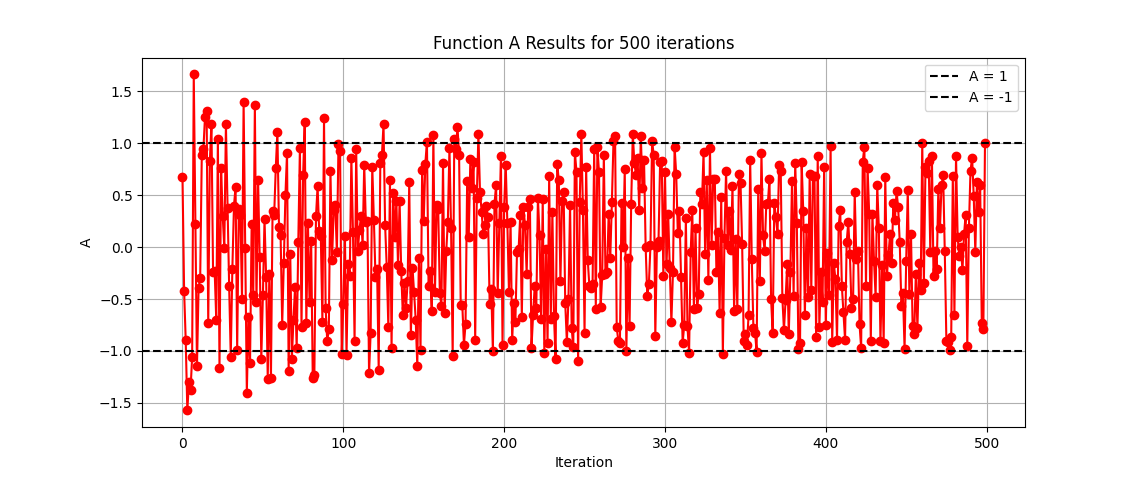 Function A Results for 500 iterations
A = 1
A = -1
1.5
1.0
0.5
0.0
−0.5
−1.0
−1.5
A
0
100
200
300
400
500
Iteration